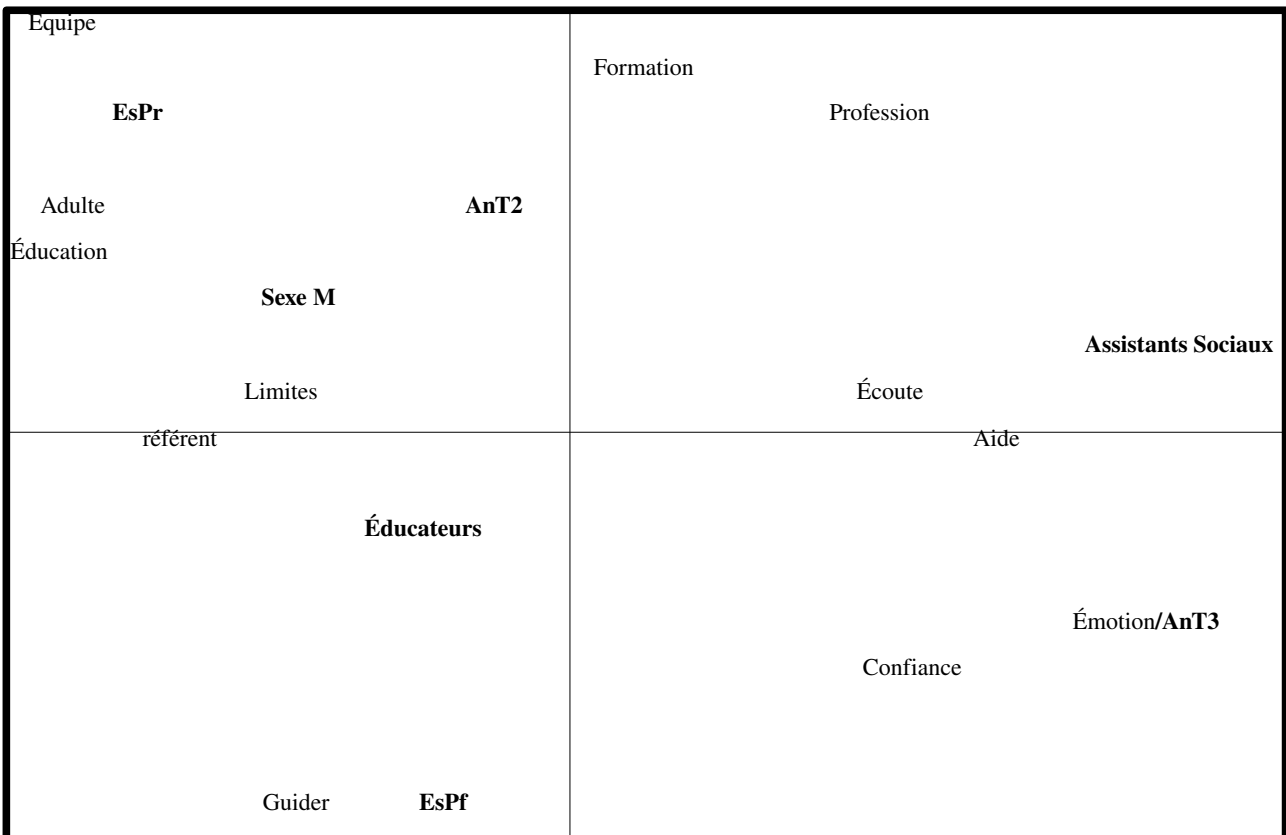 Equipe
Formation
EsPr Profession
Adulte AnT2
Éducation
Sexe M
Assistants Sociaux
Limites Écoute
référent Aide
Éducateurs
Émotion/AnT3
Confiance
Guider EsPf